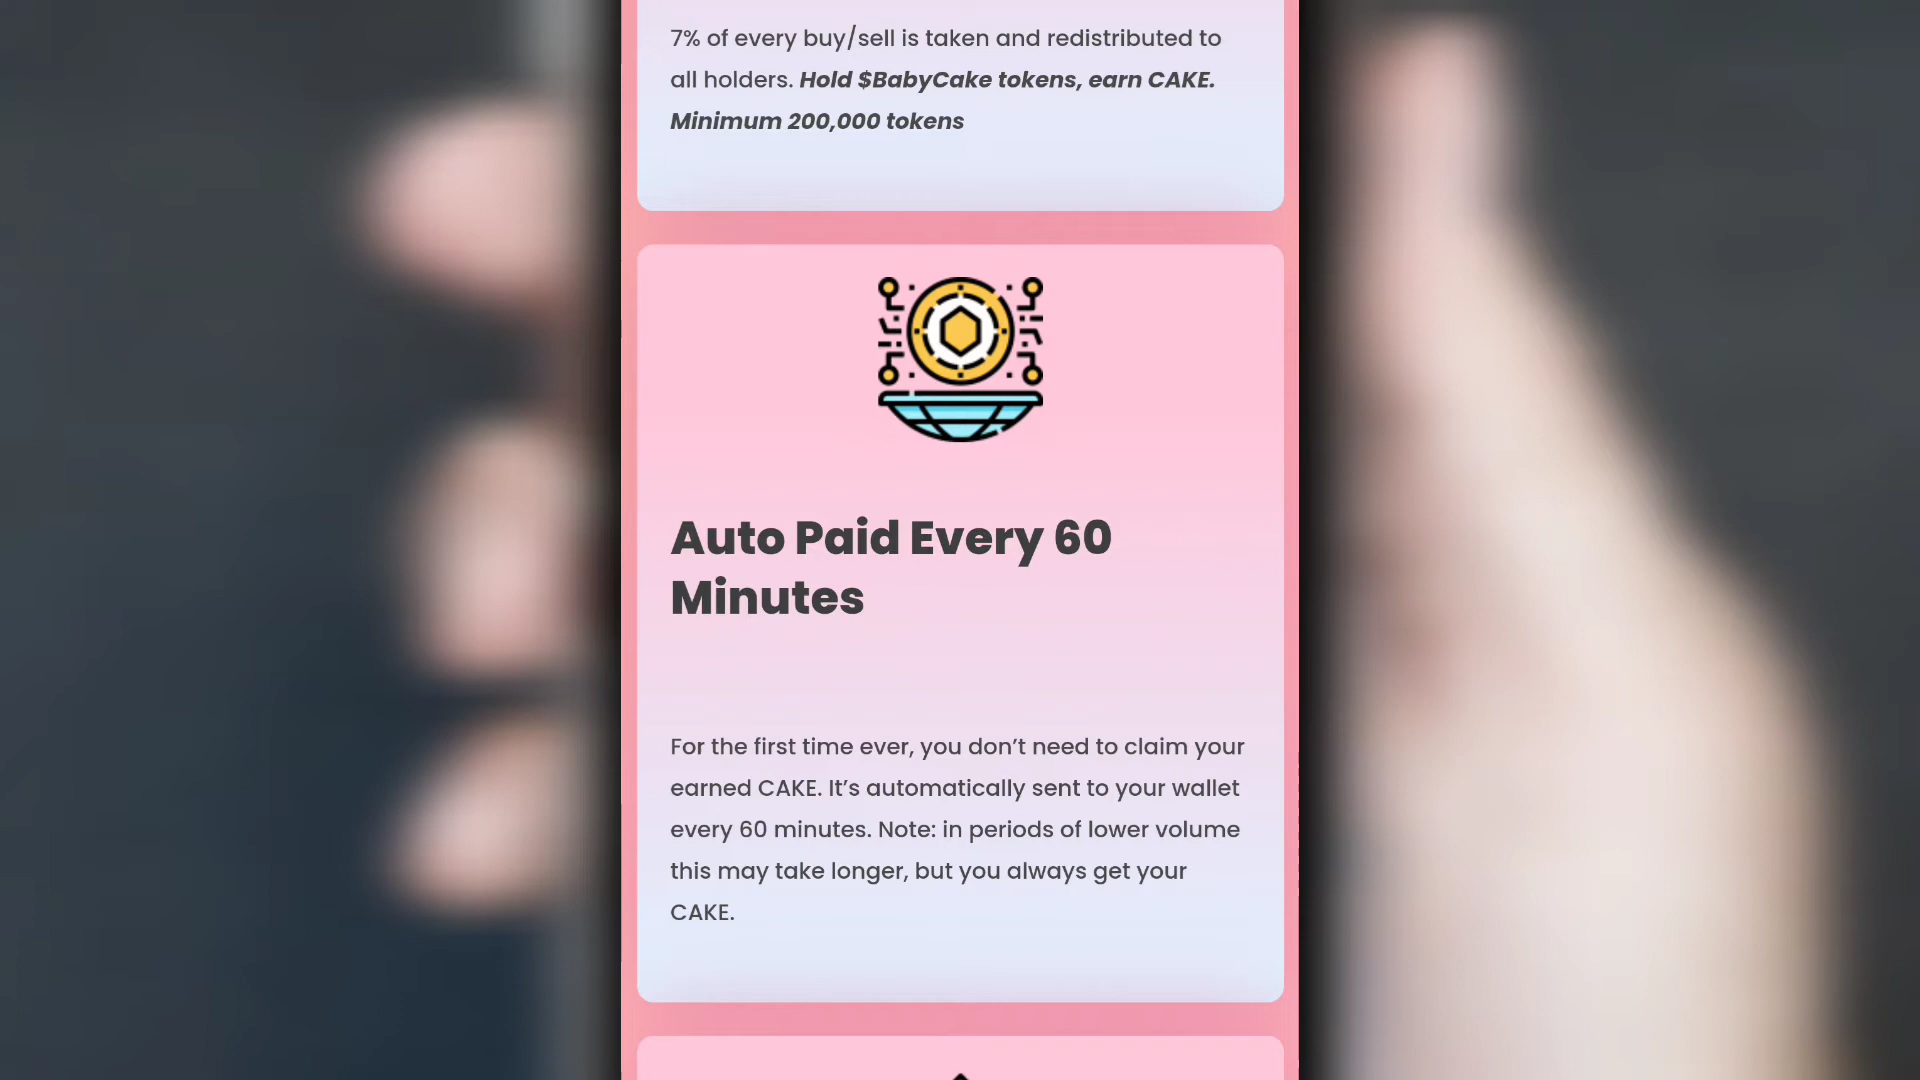 7% of every buy/sell is taken and redistributed to
all holders. Hold $BabyCake tokens, earn CAKE.
Minimum 200,000 tokens
Auto Paid Every 60
Minutes
For the first time ever, you don’t need to claim your
earned CAKE. It’s automatically sent to your wallet
every 60 minutes. Note: in periods of lower volume
this may take longer, but you always get your
CAKE.